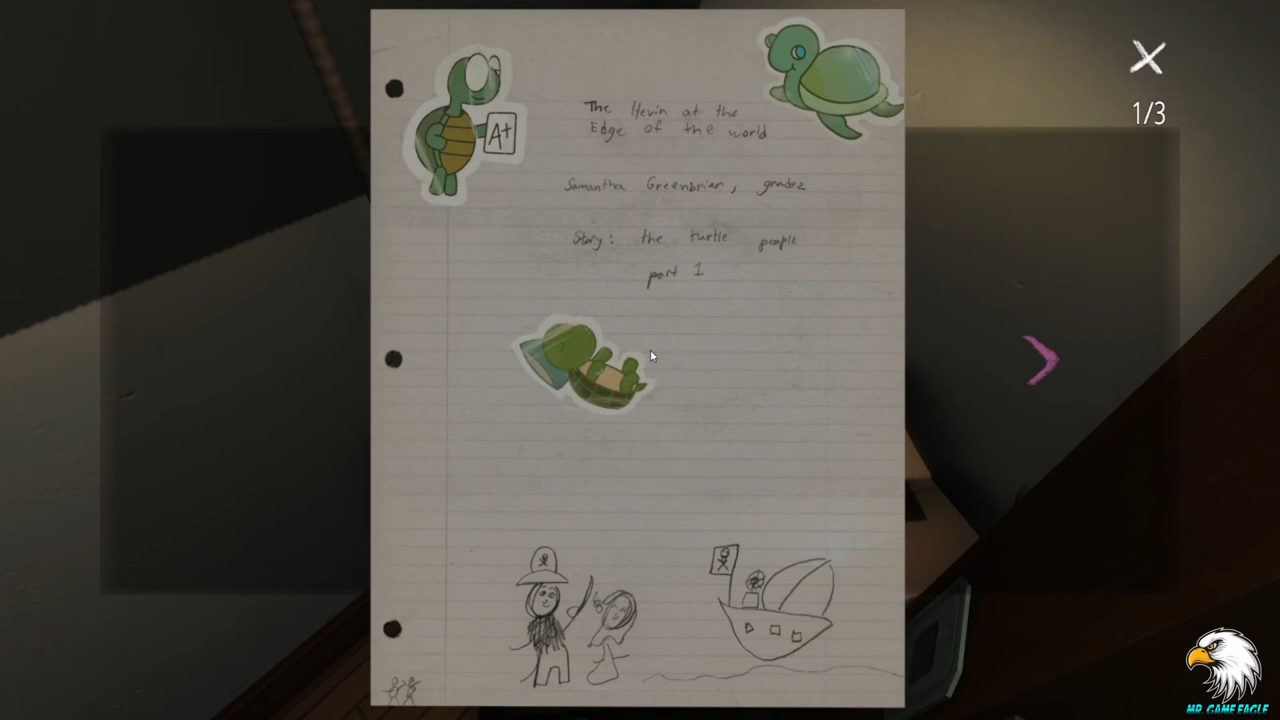 1/3
A+
The Hevin at the
Edge of the world
Samantha Greenbriar, grade2
Story: the turtle people
part 1
MR. GAME EAGLE